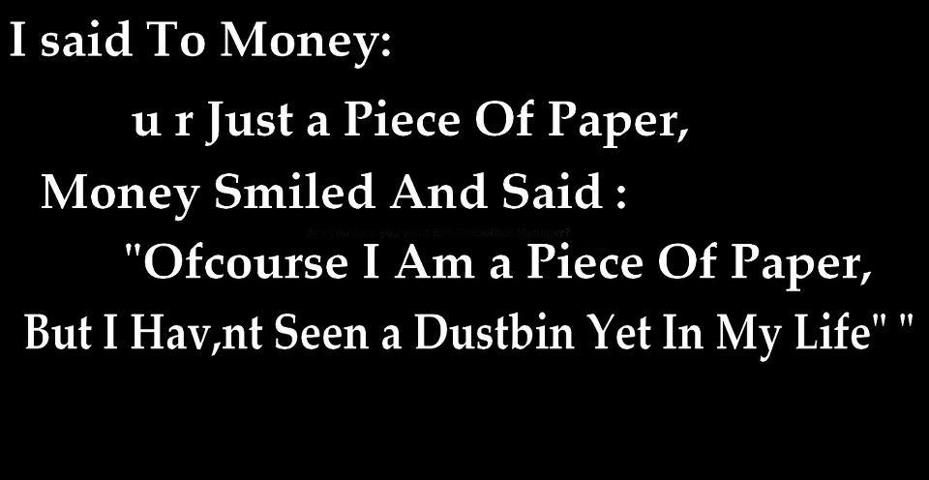 I said To Money:
u r Just a Piece Of Paper,
Money Smiled And Said :
"Ofcourse I Am a Piece Of Paper,
But I Hav,nt Seen a Dustbin Yet In My Life" "